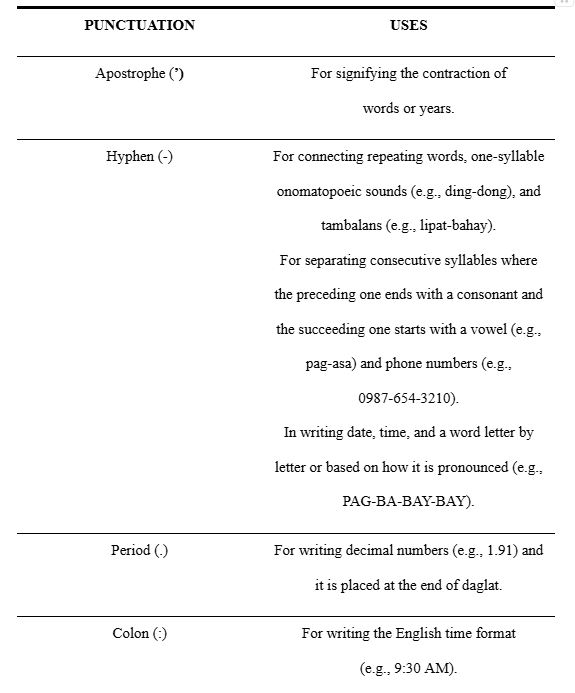 PUNCTUATION USES
Apostrophe (’) For signifying the contraction of
words or years.
Hyphen (-) For connecting repeating words, one-syllable
onomatopoeic sounds (e.g., ding-dong), and
tambalans (e.g., lipat-bahay).
For separating consecutive syllables where
the preceding one ends with a consonant and
the succeeding one starts with a vowel (e.g.,
pag-asa) and phone numbers (e.g.,
0987-654-3210).
In writing date, time, and a word letter by
letter or based on how it is pronounced (e.g.,
PAG-BA-BAY-BAY).
Period (.) For writing decimal numbers (e.g., 1.91) and
it is placed at the end of daglat.
Colon (:) For writing the English time format
(e.g., 9:30 AM).